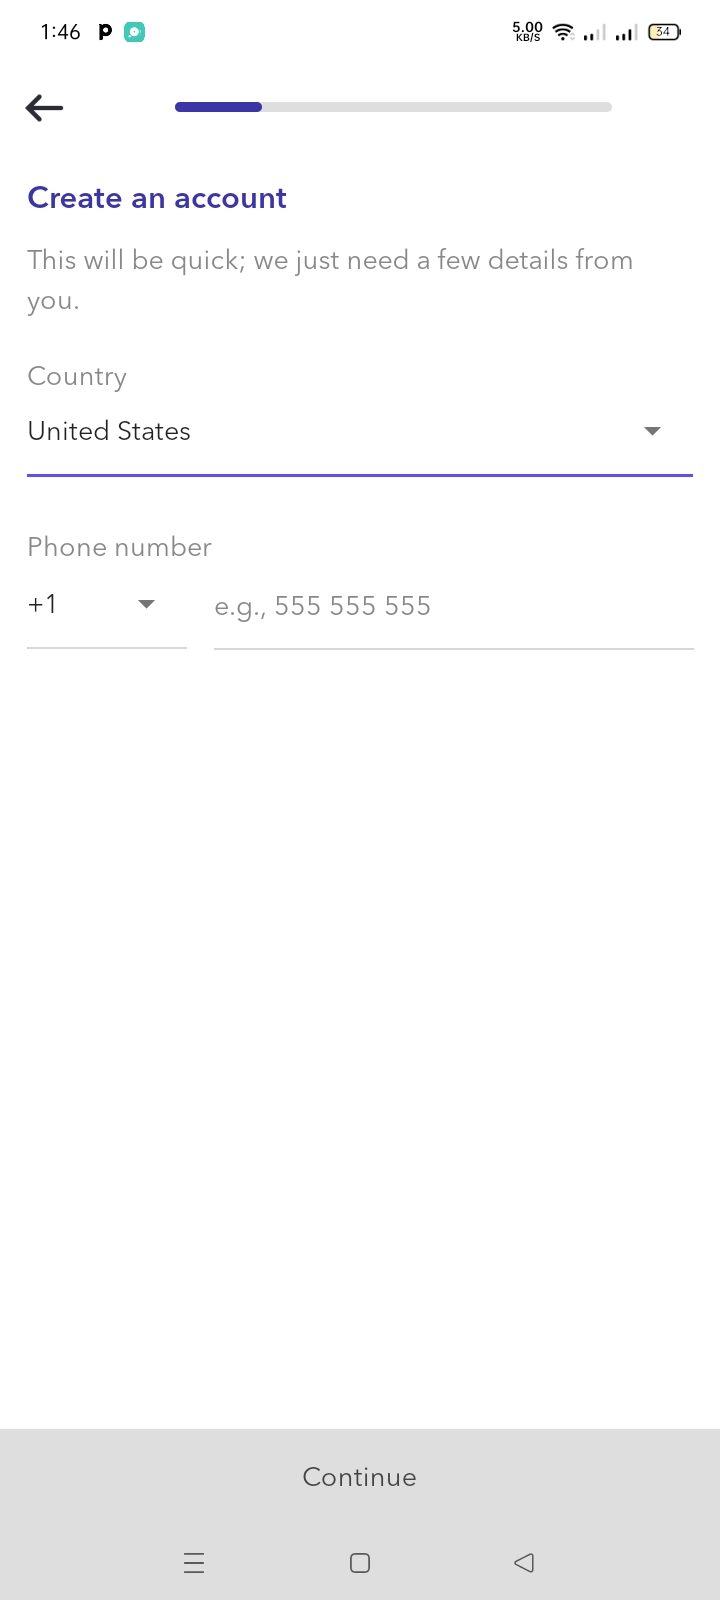 1:46 p 5.00 KB/S 34
Create an account
This will be quick; we just need a few details from
you.
Country
United States
Phone number
+1 e.g., 555 555 555
Continue